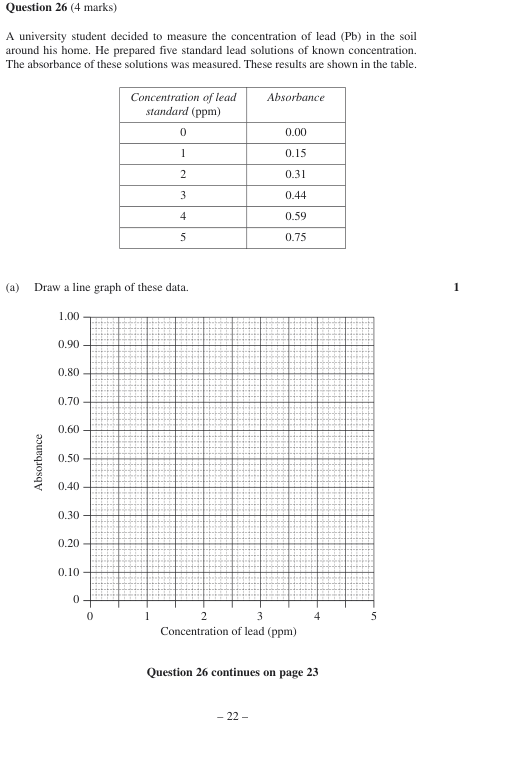 Question 26 (4 marks)
A university student decided to measure the concentration of lead (Pb) in the soil
around his home. He prepared five standard lead solutions of known concentration.
The absorbance of these solutions was measured. These results are shown in the table.
Concentration of lead standard (ppm) Absorbance
0 0.00
1 0.15
2 0.31
3 0.44
4 0.59
5 0.75
(a) Draw a line graph of these data. 1
1.00
0.90
0.80
0.70
0.60
0.50
0.40
0.30
0.20
0.10
0
Absorbance
0 1 2 3 4 5
Concentration of lead (ppm)
Question 26 continues on page 23
– 22 –